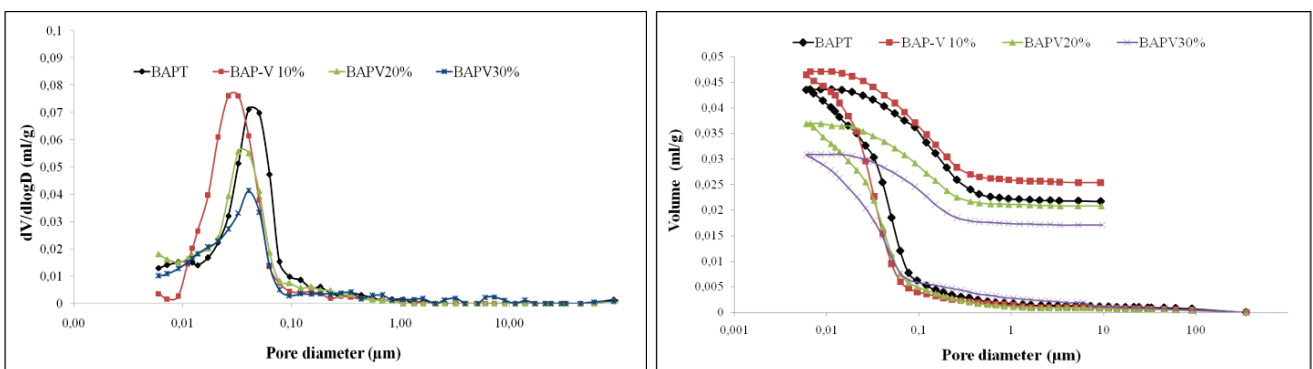 0,1
0,09
0,08
0,07
0,06
0,05
0,04
0,03
0,02
0,01
0
dV/dlogD (ml/g)
BAPT BAP-V 10% BAPV20% BAPV30%
0,00 0,01 0,10 1,00 10,00
Pore diameter (µm)
0,05
0,045
0,04
0,035
0,03
0,025
0,02
0,015
0,01
0,005
0
Volume (ml/g)
BAPT BAP-V 10% BAPV20% BAPV30%
0,001 0,01 0,1 1 10 100
Pore diameter (µm)